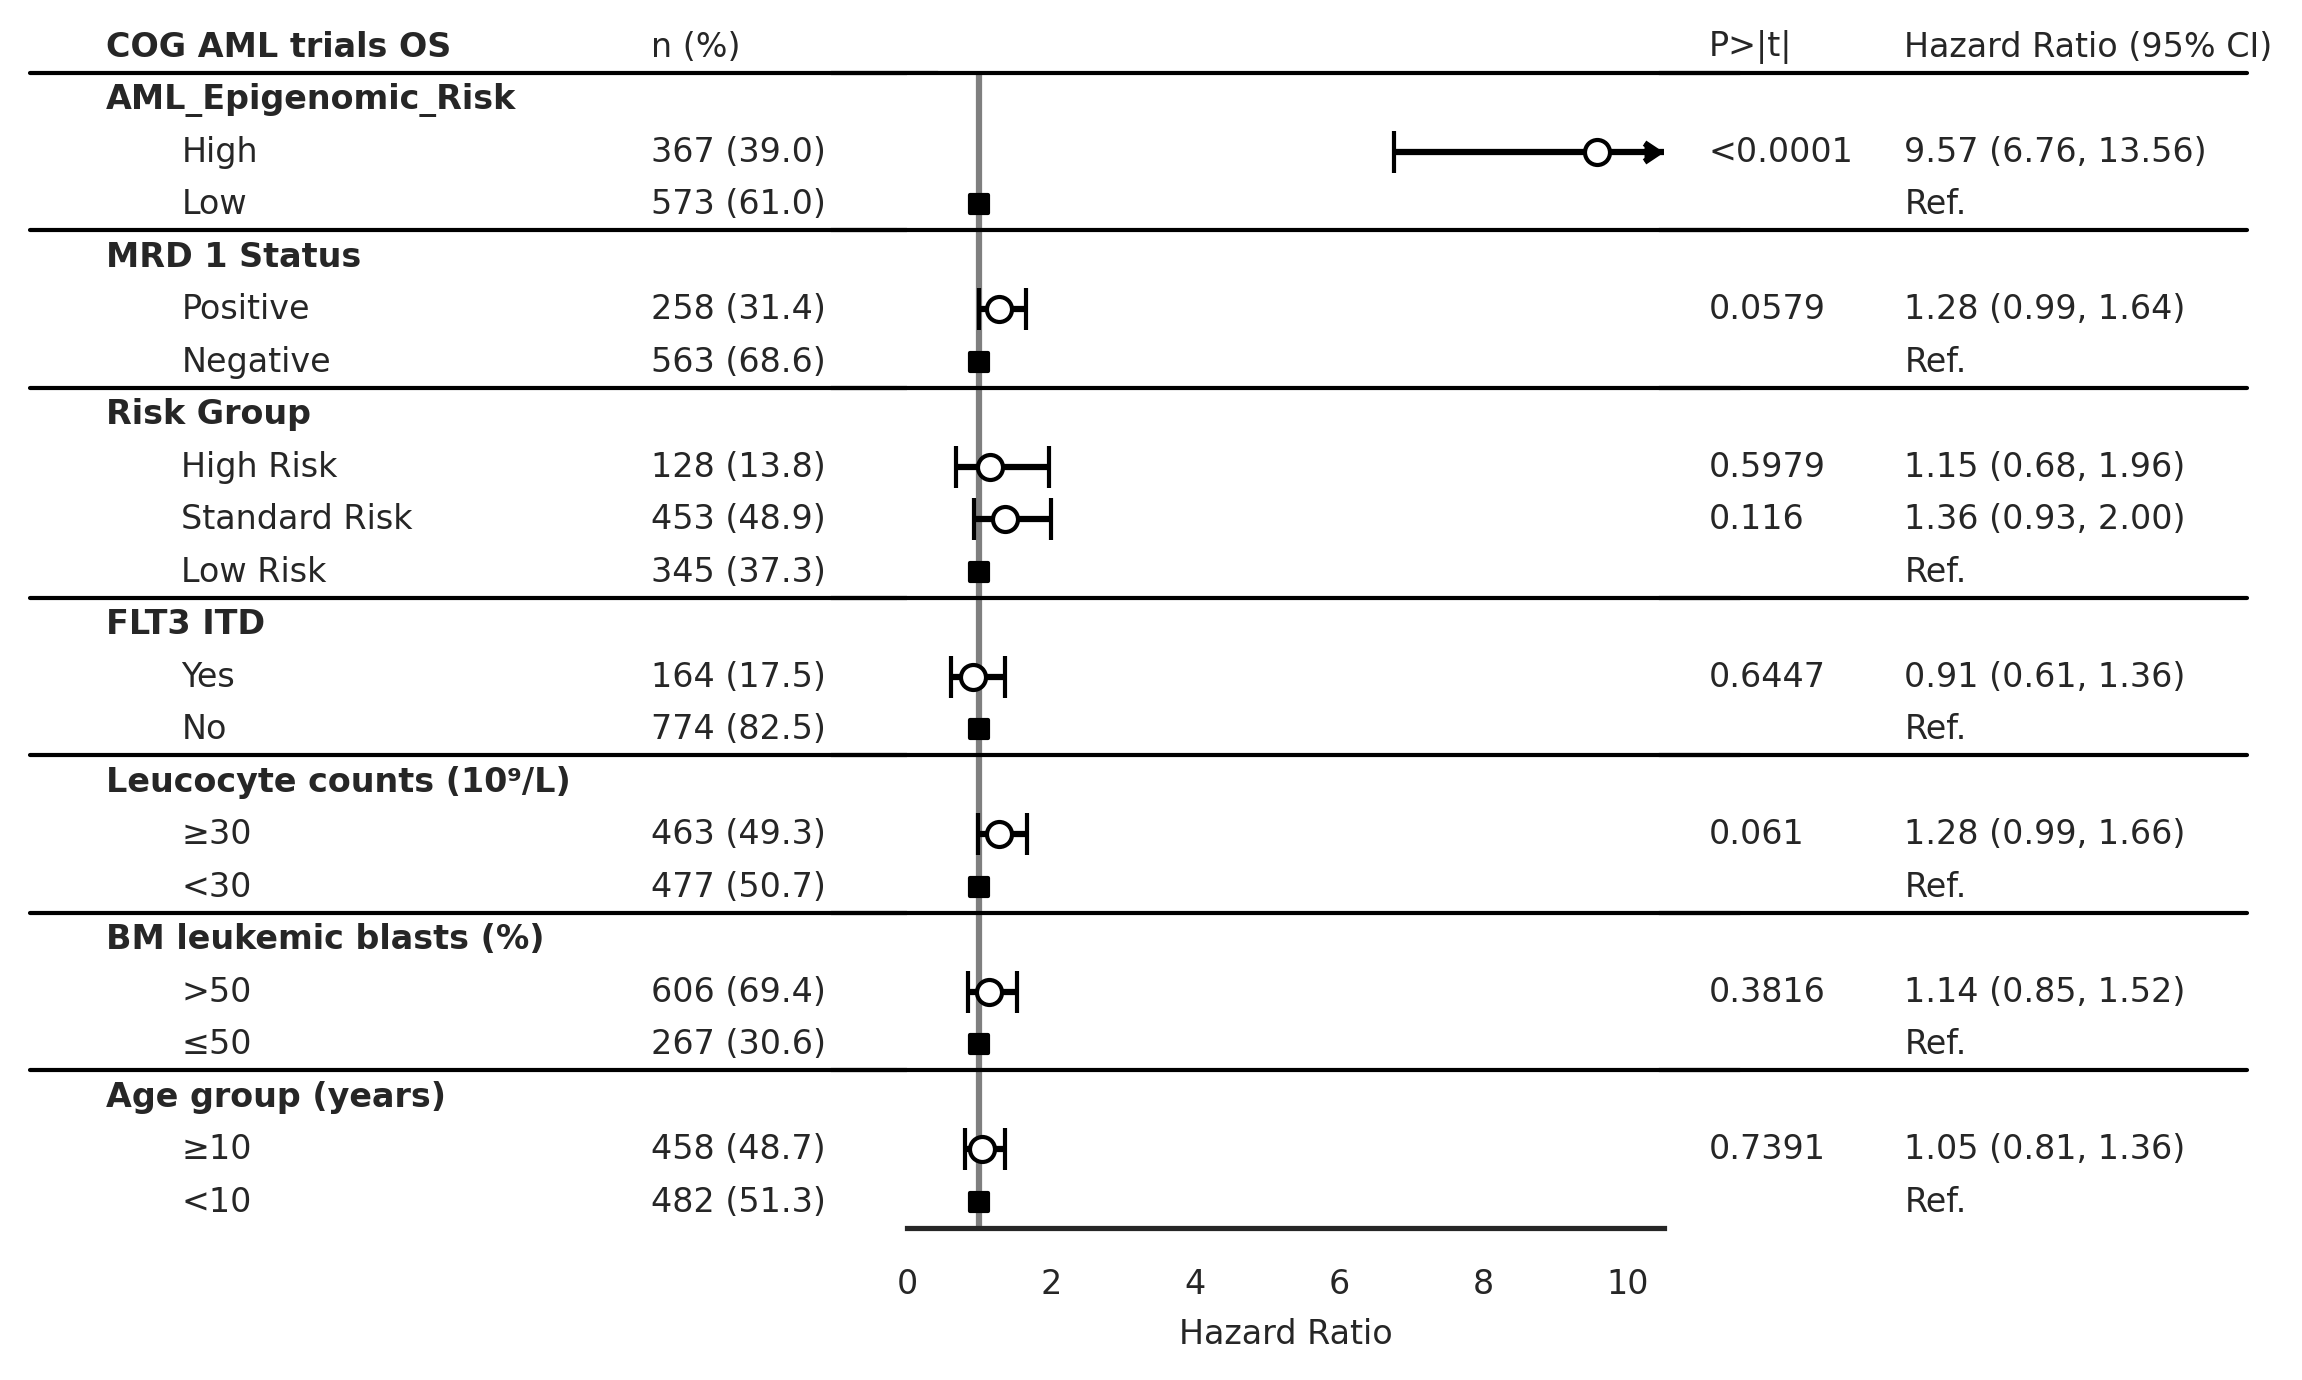 COG AML trials OS n (%) P>|t| Hazard Ratio (95% CI)
AML_Epigenomic_Risk
High 367 (39.0) <0.0001 9.57 (6.76, 13.56)
Low 573 (61.0) Ref.
MRD 1 Status
Positive 258 (31.4) 0.0579 1.28 (0.99, 1.64)
Negative 563 (68.6) Ref.
Risk Group
High Risk 128 (13.8) 0.5979 1.15 (0.68, 1.96)
Standard Risk 453 (48.9) 0.116 1.36 (0.93, 2.00)
Low Risk 345 (37.3) Ref.
FLT3 ITD
Yes 164 (17.5) 0.6447 0.91 (0.61, 1.36)
No 774 (82.5) Ref.
Leucocyte counts (10⁹/L)
≥30 463 (49.3) 0.061 1.28 (0.99, 1.66)
<30 477 (50.7) Ref.
BM leukemic blasts (%)
>50 606 (69.4) 0.3816 1.14 (0.85, 1.52)
≤50 267 (30.6) Ref.
Age group (years)
≥10 458 (48.7) 0.7391 1.05 (0.81, 1.36)
<10 482 (51.3) Ref.
0 2 4 6 8 10
Hazard Ratio